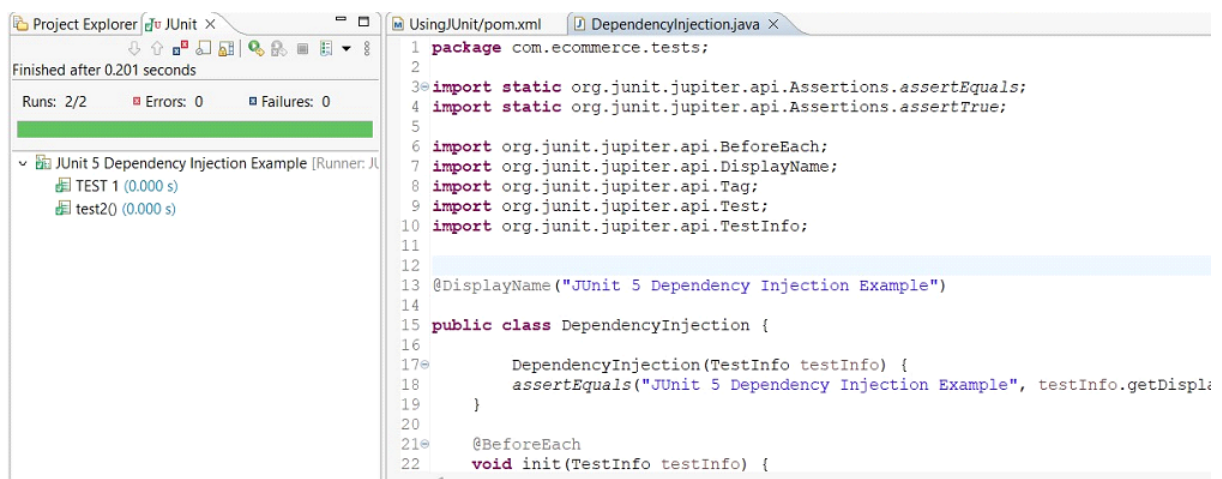 Project Explorer JUnit
Finished after 0.201 seconds
Runs: 2/2 Errors: 0 Failures: 0
JUnit 5 Dependency Injection Example [Runner: JU
TEST 1 (0.000 s)
test2() (0.000 s)
UsingJUnit/pom.xml DependencyInjection.java
1 package com.ecommerce.tests;
2
3 import static org.junit.jupiter.api.Assertions.assertEquals;
4 import static org.junit.jupiter.api.Assertions.assertTrue;
5
6 import org.junit.jupiter.api.BeforeEach;
7 import org.junit.jupiter.api.DisplayName;
8 import org.junit.jupiter.api.Tag;
9 import org.junit.jupiter.api.Test;
10 import org.junit.jupiter.api.TestInfo;
11
12
13 @DisplayName("JUnit 5 Dependency Injection Example")
14
15 public class DependencyInjection {
16
17 DependencyInjection(TestInfo testInfo) {
18 assertEquals("JUnit 5 Dependency Injection Example", testInfo.getDispla
19 }
20
21 @BeforeEach
22 void init(TestInfo testInfo) {